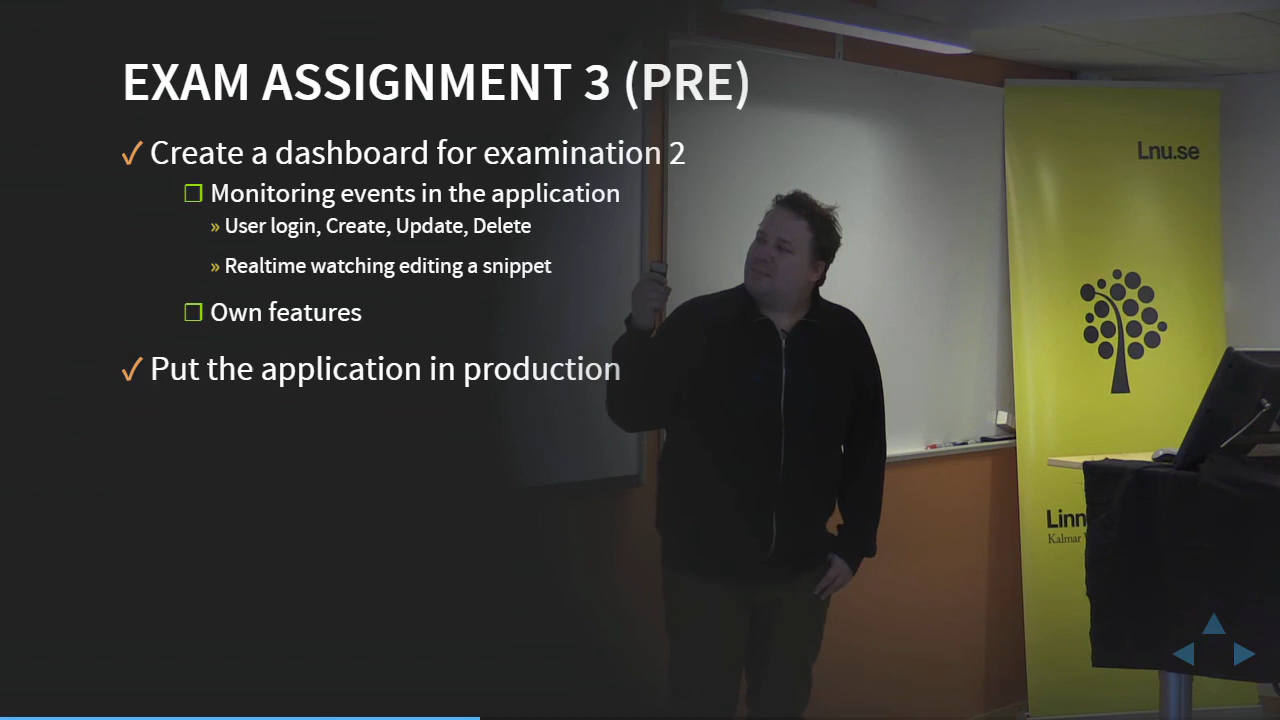 EXAM ASSIGNMENT 3 (PRE)
✓ Create a dashboard for examination 2
❒ Monitoring events in the application
» User login, Create, Update, Delete
» Realtime watching editing a snippet
❒ Own features
✓ Put the application in production
Lnu.se
Linn
Kalmar